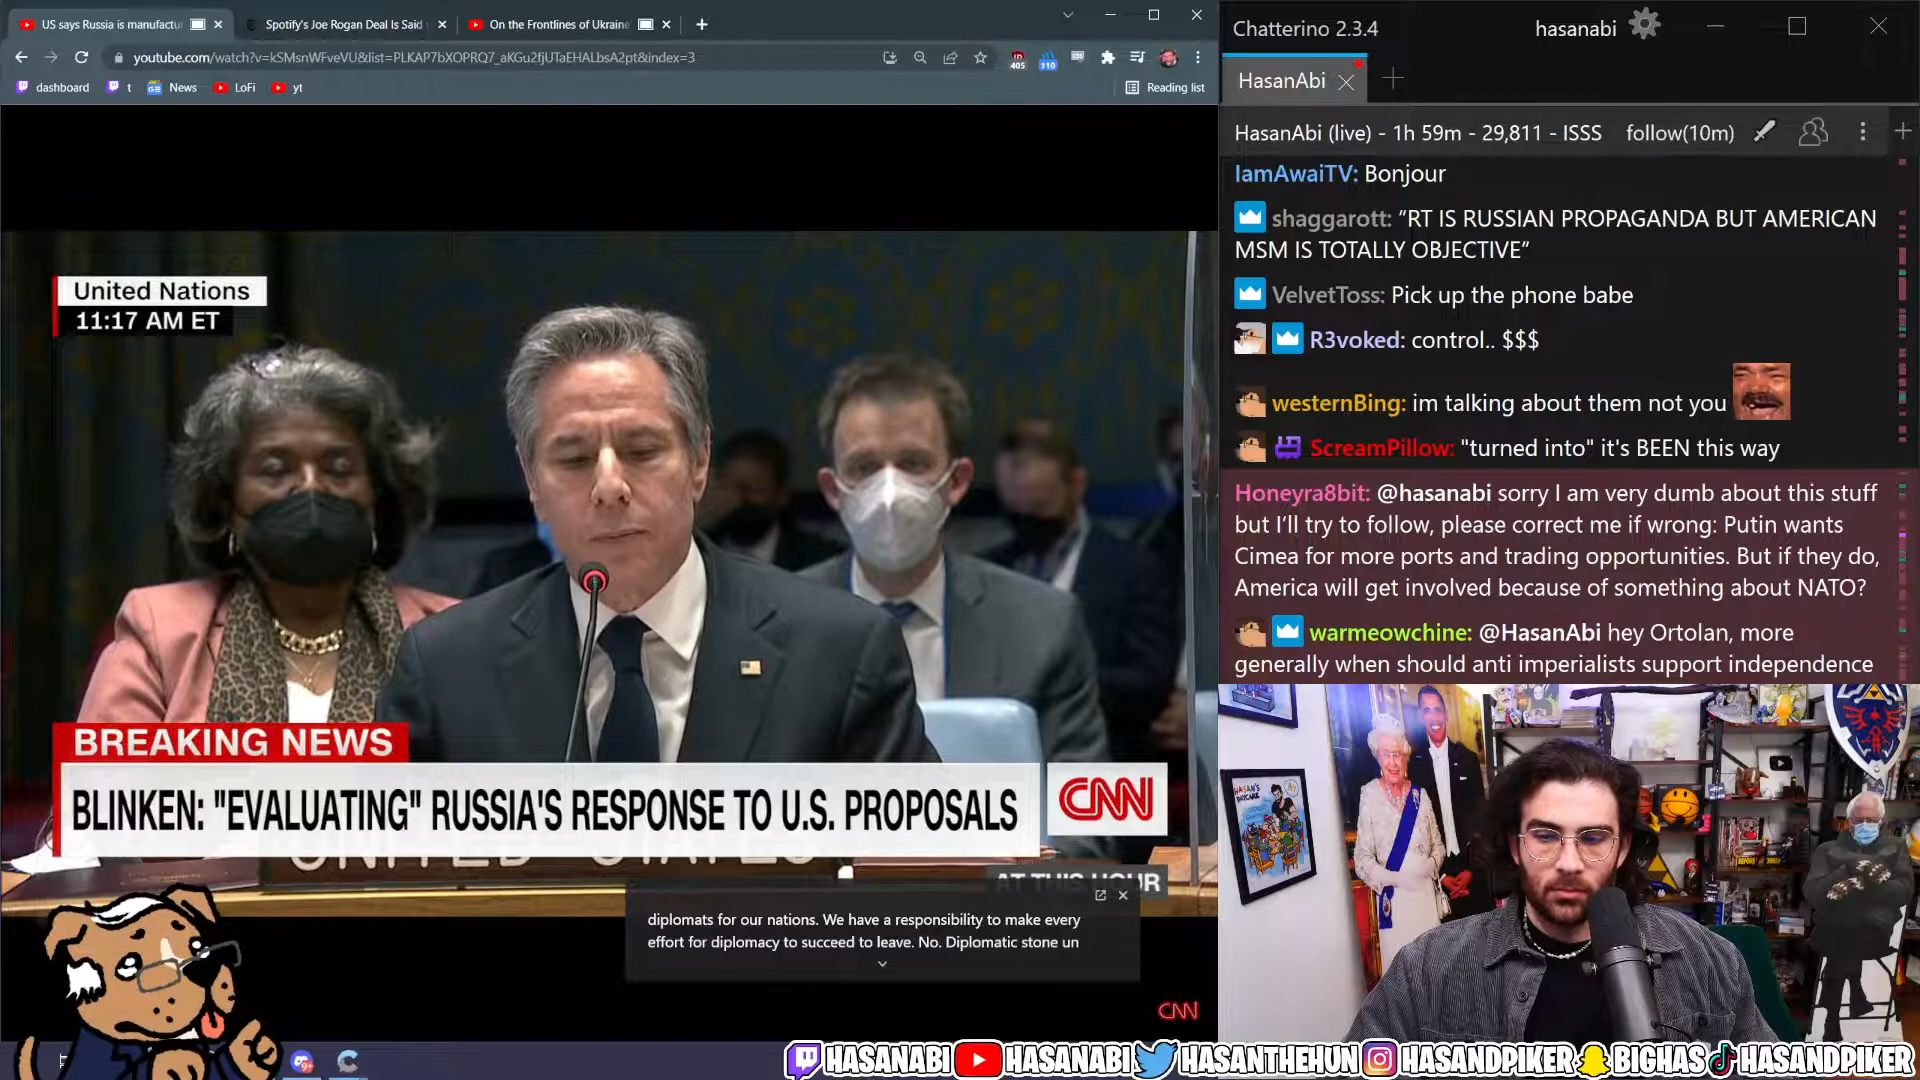 US says Russia is manufactu
Spotify's Joe Rogan Deal Is Said
On the Frontlines of Ukraine
youtube.com/watch?v=kSMsnWFveVU&list=PLKAP7bXOPRQ7_aKGu2fjUTaEHALbsA2pt&index=3
405
110
dashboard
t
News
LoFi
yt
Reading list
United Nations
11:17 AM ET
BREAKING NEWS
BLINKEN: "EVALUATING" RUSSIA'S RESPONSE TO U.S. PROPOSALS
CNN
UNITED STATES
AT THIS HOUR
diplomats for our nations. We have a responsibility to make every
effort for diplomacy to succeed to leave. No. Diplomatic stone un
CNN
Chatterino 2.3.4
hasanabi
HasanAbi
HasanAbi (live) - 1h 59m - 29,811 - ISSS
follow(10m)
IamAwaiTV: Bonjour
shaggarott: “RT IS RUSSIAN PROPAGANDA BUT AMERICAN
MSM IS TOTALLY OBJECTIVE”
VelvetToss: Pick up the phone babe
R3voked: control.. $$$
westernBing: im talking about them not you
ScreamPillow: "turned into" it's BEEN this way
Honeyra8bit: @hasanabi sorry I am very dumb about this stuff
but I’ll try to follow, please correct me if wrong: Putin wants
Cimea for more ports and trading opportunities. But if they do,
America will get involved because of something about NATO?
warmeowchine: @HasanAbi hey Ortolan, more
generally when should anti imperialists support independence
HASANABI
HASANABI
HASANTHEHUN
HASANDPIKER
BIGHAS
HASANDPIKER